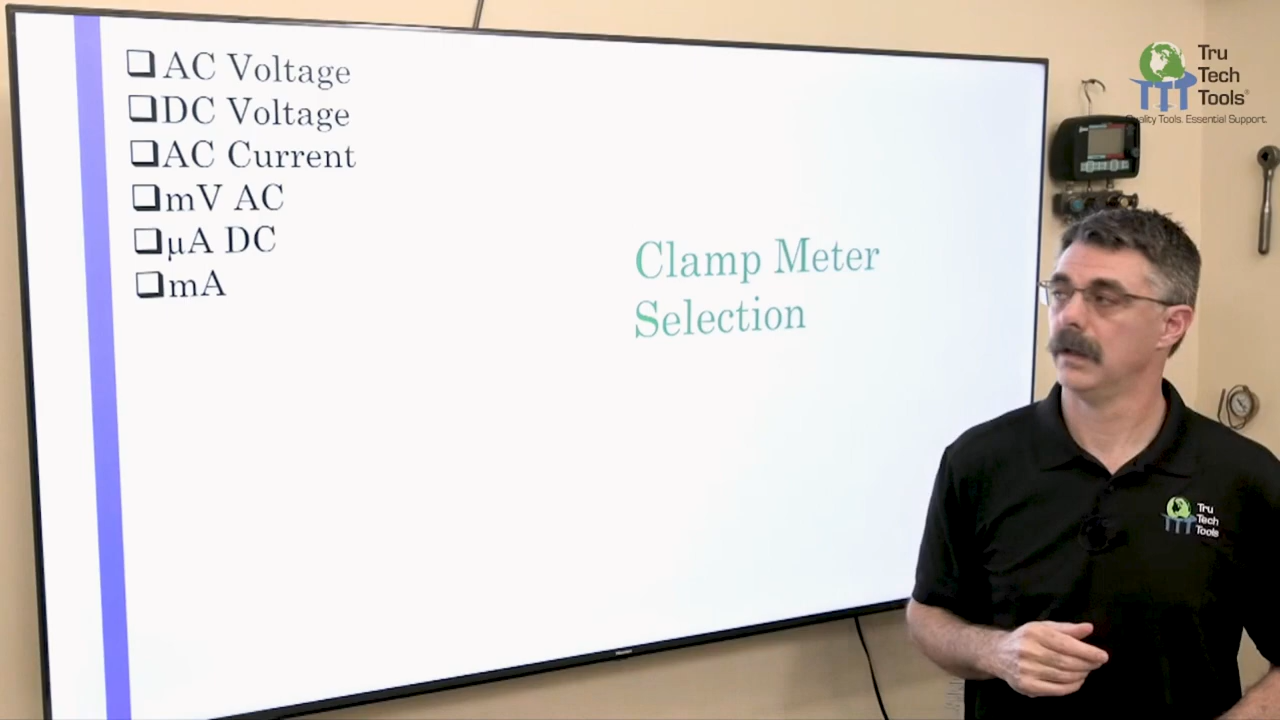 AC Voltage
DC Voltage
AC Current
mV AC
µA DC
mA
Clamp Meter
Selection
Tru
Tech
Tools®
Quality Tools. Essential Support.
Tru
Tech
Tools